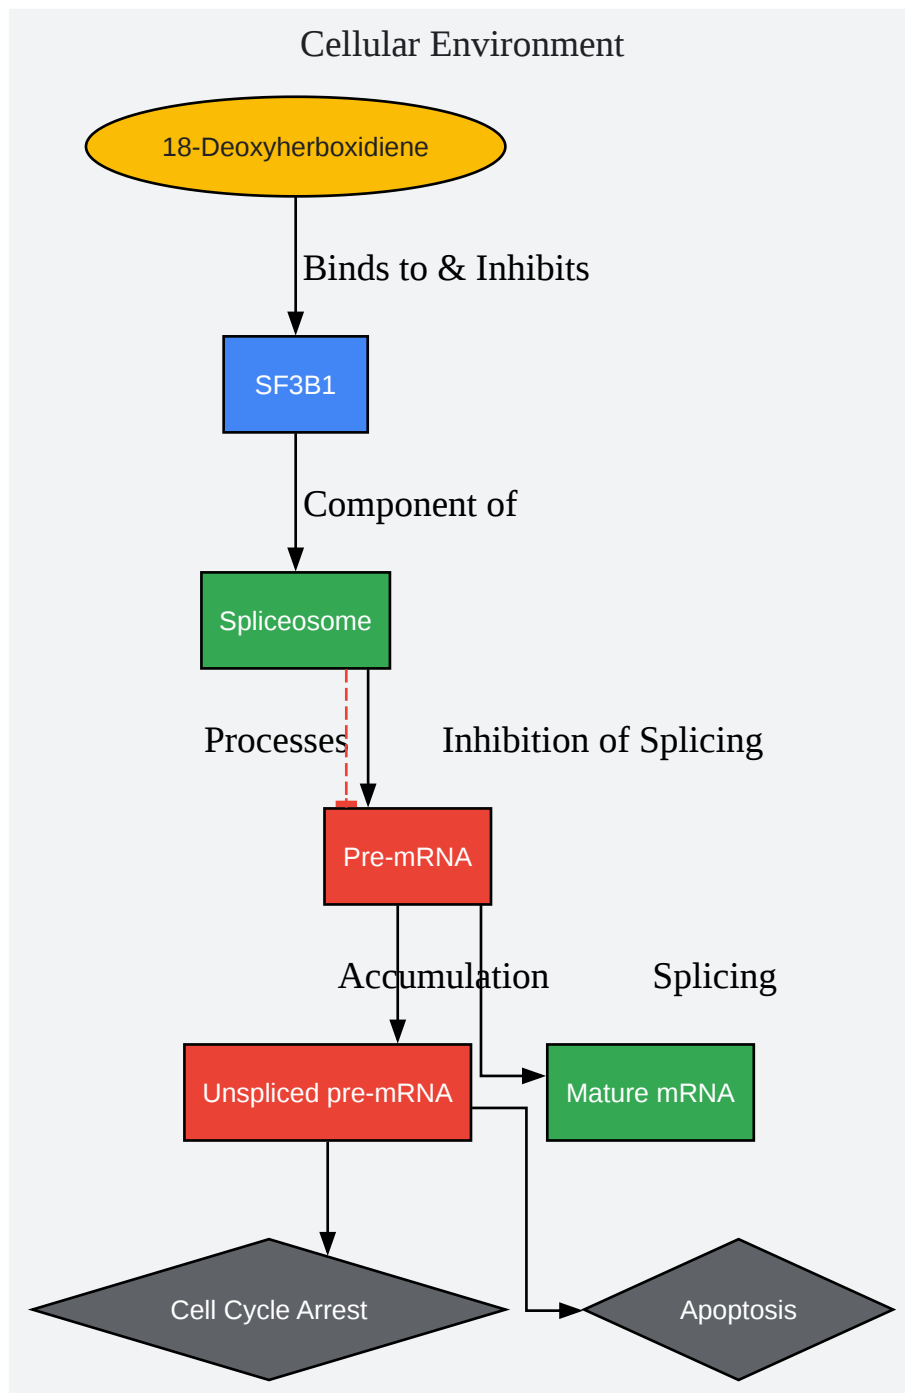 Cellular Environment
18-Deoxyherboxidiene
Binds to & Inhibits
SF3B1
Component of
Spliceosome
Processes
Inhibition of Splicing
Pre-mRNA
Accumulation
Splicing
Unspliced pre-mRNA
Mature mRNA
Cell Cycle Arrest
Apoptosis